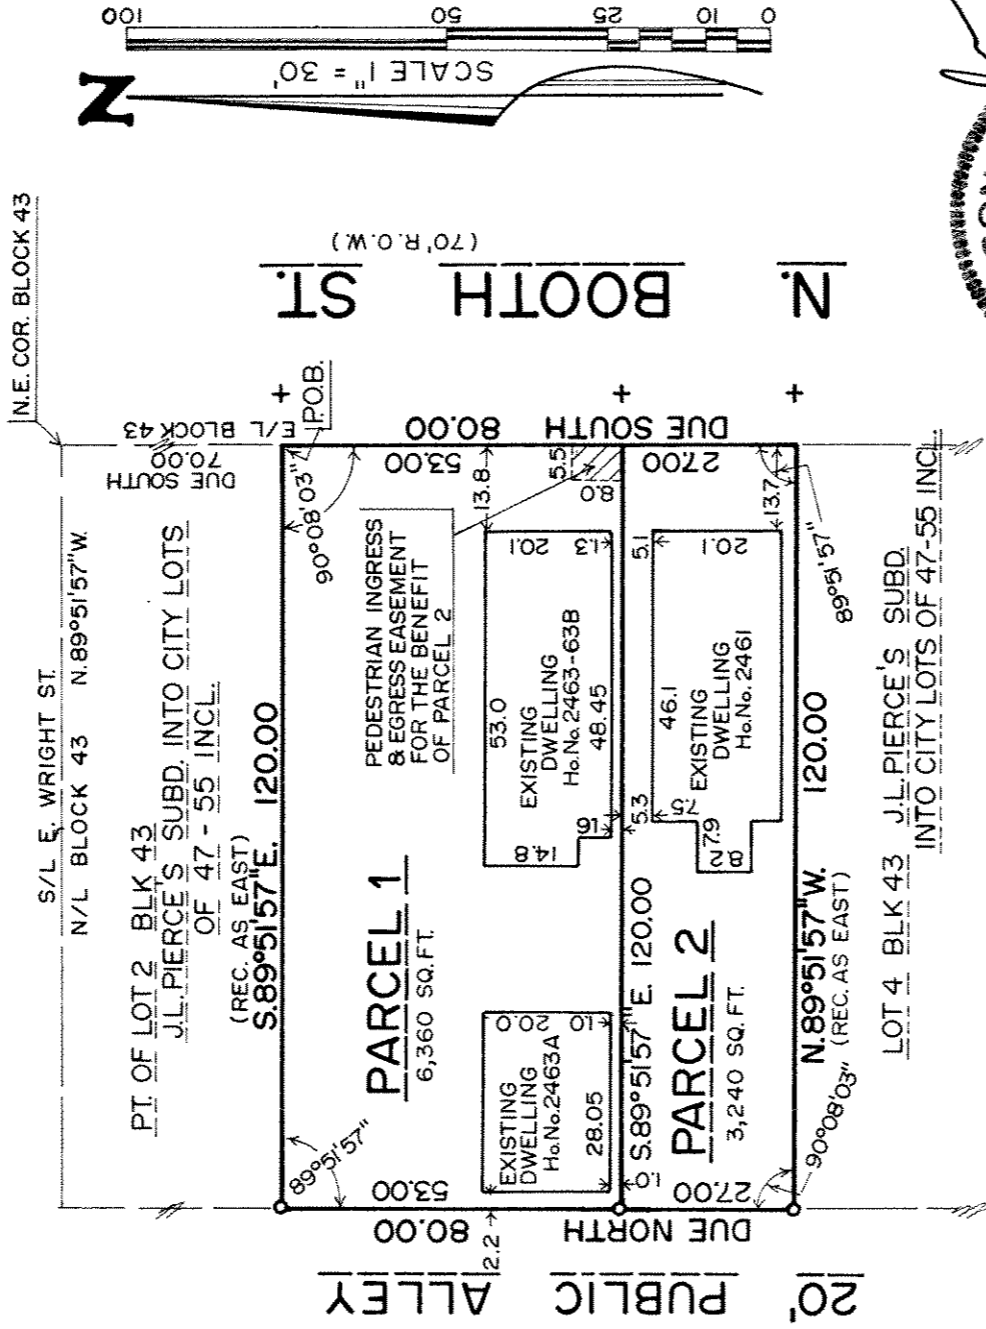 N.E. COR. BLOCK 43
S/L E. WRIGHT ST.
N/L BLOCK 43 N.89°51'57"W.
PT. OF LOT 2 BLK 43
J.L. PIERCE'S SUBD. INTO CITY LOTS
OF 47 - 55 INCL.
(REC. AS EAST)
S.89°51'57"E. 120.00
DUE SOUTH
70.00
E/L BLOCK 43
P.O.B.
90°08'03"
89°51'57"
PARCEL 1
6,360 SQ. FT.
PEDESTRIAN INGRESS
& EGRESS EASEMENT
FOR THE BENEFIT
OF PARCEL 2
53.00
80.00
DUE SOUTH
27.00
13.8
5.5
8.0
53.0
20.1
1.3
EXISTING
DWELLING
Ho.No. 2463-63B
48.45
14.8
1.6
EXISTING
DWELLING
Ho.No. 2463A
20.0
1.0
28.05
2.2
53.00
80.00
DUE NORTH
27.00
1.0
S.89°51'57"E. 120.00
PARCEL 2
3,240 SQ. FT.
5.3
5.1
46.1
20.1
EXISTING
DWELLING
Ho.No. 2461
7.5
7.9
8.2
13.7
89°51'57"
90°08'03"
N.89°51'57"W. 120.00
(REC. AS EAST)
LOT 4 BLK 43 J.L. PIERCE'S SUBD.
INTO CITY LOTS OF 47-55 INCL.
20' PUBLIC ALLEY
N. BOOTH ST.
(70' R.O.W.)
N
SCALE 1" = 30'
0 10 25 50 100